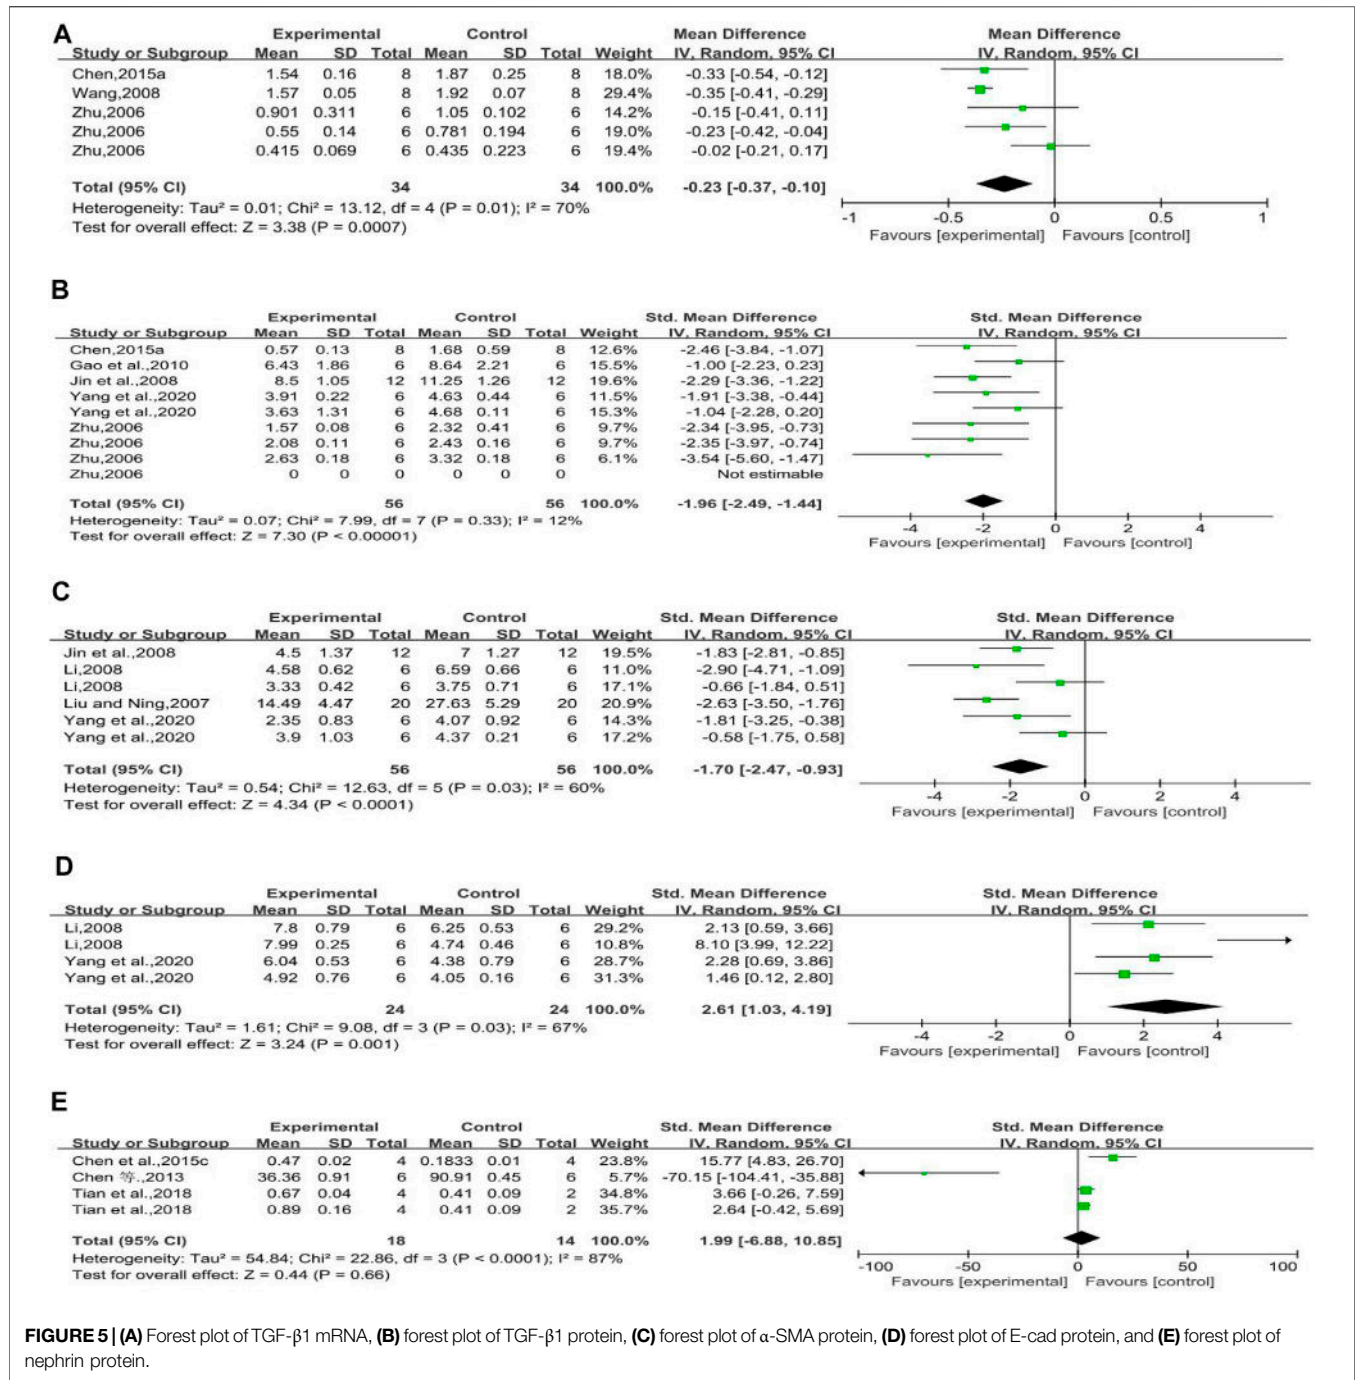 A
Experimental Control Mean Difference Mean Difference
Study or Subgroup Mean SD Total Mean SD Total Weight IV, Random, 95% CI IV, Random, 95% CI
Chen,2015a 1.54 0.16 8 1.87 0.25 8 18.0% -0.33 [-0.54, -0.12]
Wang,2008 1.57 0.05 8 1.92 0.07 8 29.4% -0.35 [-0.41, -0.29]
Zhu,2006 0.901 0.311 6 1.05 0.102 6 14.2% -0.15 [-0.41, 0.11]
Zhu,2006 0.55 0.14 6 0.781 0.194 6 19.0% -0.23 [-0.42, -0.04]
Zhu,2006 0.415 0.069 6 0.435 0.223 6 19.4% -0.02 [-0.21, 0.17]
Total (95% CI) 34 34 100.0% -0.23 [-0.37, -0.10]
Heterogeneity: Tau² = 0.01; Chi² = 13.12, df = 4 (P = 0.01); I² = 70%
Test for overall effect: Z = 3.38 (P = 0.0007)
-1 -0.5 0 0.5 1
Favours [experimental] Favours [control]
B
Experimental Control Std. Mean Difference Std. Mean Difference
Study or Subgroup Mean SD Total Mean SD Total Weight IV, Random, 95% CI IV, Random, 95% CI
Chen,2015a 0.57 0.13 8 1.68 0.59 8 12.6% -2.46 [-3.84, -1.07]
Gao et al.,2010 6.43 1.86 6 8.64 2.21 6 15.5% -1.00 [-2.23, 0.23]
Jin et al.,2008 8.5 1.05 12 11.25 1.26 12 19.6% -2.29 [-3.36, -1.22]
Yang et al.,2020 3.91 0.22 6 4.63 0.44 6 11.5% -1.91 [-3.38, -0.44]
Yang et al.,2020 3.63 1.31 6 4.68 0.11 6 15.3% -1.04 [-2.28, 0.20]
Zhu,2006 1.57 0.08 6 2.32 0.41 6 9.7% -2.34 [-3.95, -0.73]
Zhu,2006 2.08 0.11 6 2.43 0.16 6 9.7% -2.35 [-3.97, -0.74]
Zhu,2006 2.63 0.18 6 3.32 0.18 6 6.1% -3.54 [-5.60, -1.47]
Zhu,2006 0 0 0 0 0 0 Not estimable
Total (95% CI) 56 56 100.0% -1.96 [-2.49, -1.44]
Heterogeneity: Tau² = 0.07; Chi² = 7.99, df = 7 (P = 0.33); I² = 12%
Test for overall effect: Z = 7.30 (P < 0.00001)
-4 -2 0 2 4
Favours [experimental] Favours [control]
C
Experimental Control Std. Mean Difference Std. Mean Difference
Study or Subgroup Mean SD Total Mean SD Total Weight IV, Random, 95% CI IV, Random, 95% CI
Jin et al.,2008 4.5 1.37 12 7 1.27 12 19.5% -1.83 [-2.81, -0.85]
Li,2008 4.58 0.62 6 6.59 0.66 6 11.0% -2.90 [-4.71, -1.09]
Li,2008 3.33 0.42 6 3.75 0.71 6 17.1% -0.66 [-1.84, 0.51]
Liu and Ning,2007 14.49 4.47 20 27.63 5.29 20 20.9% -2.63 [-3.50, -1.76]
Yang et al.,2020 2.35 0.83 6 4.07 0.92 6 14.3% -1.81 [-3.25, -0.38]
Yang et al.,2020 3.9 1.03 6 4.37 0.21 6 17.2% -0.58 [-1.75, 0.58]
Total (95% CI) 56 56 100.0% -1.70 [-2.47, -0.93]
Heterogeneity: Tau² = 0.54; Chi² = 12.63, df = 5 (P = 0.03); I² = 60%
Test for overall effect: Z = 4.34 (P < 0.0001)
-4 -2 0 2 4
Favours [experimental] Favours [control]
D
Experimental Control Std. Mean Difference Std. Mean Difference
Study or Subgroup Mean SD Total Mean SD Total Weight IV, Random, 95% CI IV, Random, 95% CI
Li,2008 7.8 0.79 6 6.25 0.53 6 29.2% 2.13 [0.59, 3.66]
Li,2008 7.99 0.25 6 4.74 0.46 6 10.8% 8.10 [3.99, 12.22]
Yang et al.,2020 6.04 0.53 6 4.38 0.79 6 28.7% 2.28 [0.69, 3.86]
Yang et al.,2020 4.92 0.76 6 4.05 0.16 6 31.3% 1.46 [0.12, 2.80]
Total (95% CI) 24 24 100.0% 2.61 [1.03, 4.19]
Heterogeneity: Tau² = 1.61; Chi² = 9.08, df = 3 (P = 0.03); I² = 67%
Test for overall effect: Z = 3.24 (P = 0.001)
-4 -2 0 2 4
Favours [experimental] Favours [control]
E
Experimental Control Std. Mean Difference Std. Mean Difference
Study or Subgroup Mean SD Total Mean SD Total Weight IV, Random, 95% CI IV, Random, 95% CI
Chen et al.,2015c 0.47 0.02 4 0.1833 0.01 4 23.8% 15.77 [4.83, 26.70]
Chen 等.,2013 36.36 0.91 6 90.91 0.45 6 5.7% -70.15 [-104.41, -35.88]
Tian et al.,2018 0.67 0.04 4 0.41 0.09 2 34.8% 3.66 [-0.26, 7.59]
Tian et al.,2018 0.89 0.16 4 0.41 0.09 2 35.7% 2.64 [-0.42, 5.69]
Total (95% CI) 18 14 100.0% 1.99 [-6.88, 10.85]
Heterogeneity: Tau² = 54.84; Chi² = 22.86, df = 3 (P < 0.0001); I² = 87%
Test for overall effect: Z = 0.44 (P = 0.66)
-100 -50 0 50 100
Favours [experimental] Favours [control]
FIGURE 5 | (A) Forest plot of TGF-β1 mRNA, (B) forest plot of TGF-β1 protein, (C) forest plot of α-SMA protein, (D) forest plot of E-cad protein, and (E) forest plot of
nephrin protein.